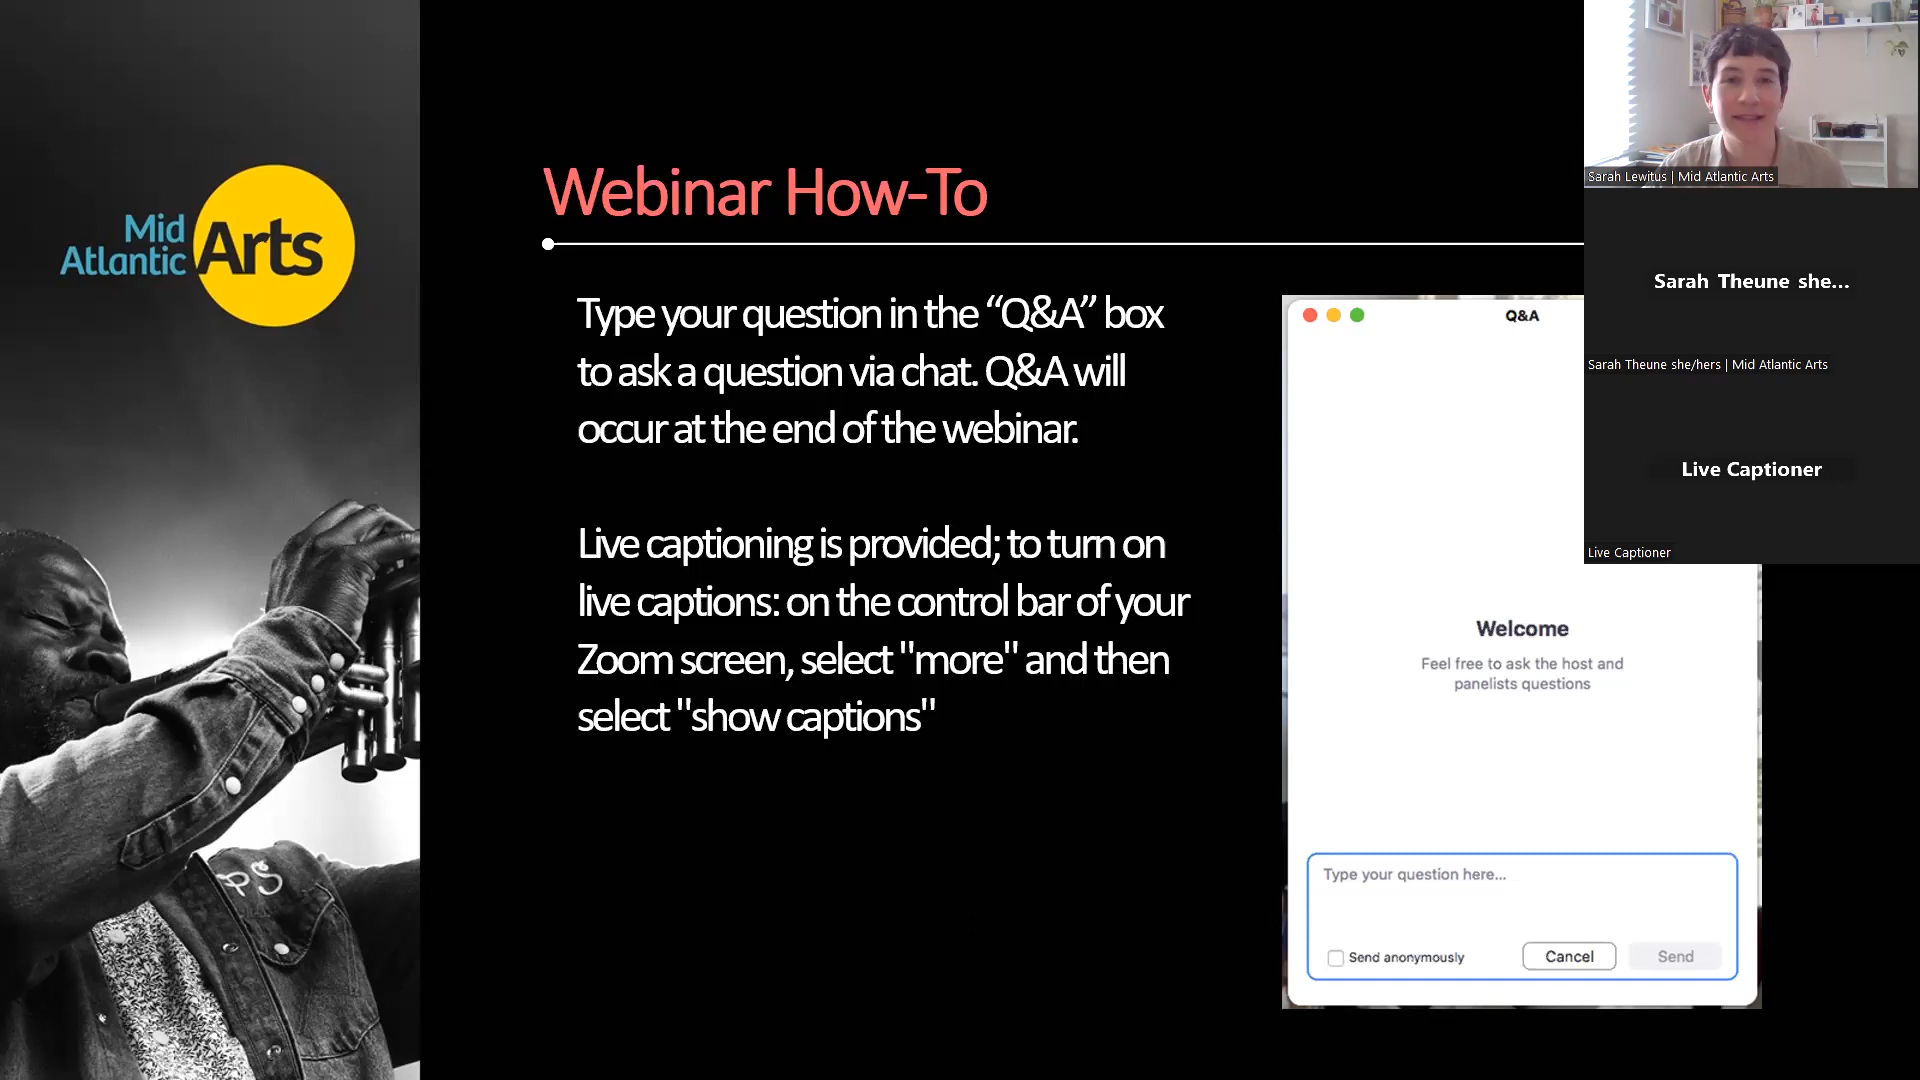 Mid
Atlantic
Arts
Webinar How-To
Type your question in the “Q&A” box
to ask a question via chat. Q&A will
occur at the end of the webinar.
Live captioning is provided; to turn on
live captions: on the control bar of your
Zoom screen, select "more" and then
select "show captions"
Q&A
Welcome
Feel free to ask the host and
panelists questions
Type your question here...
Send anonymously
Cancel
Send
Sarah Lewitus | Mid Atlantic Arts
Sarah Theune she...
Sarah Theune she/hers | Mid Atlantic Arts
Live Captioner
Live Captioner
PS